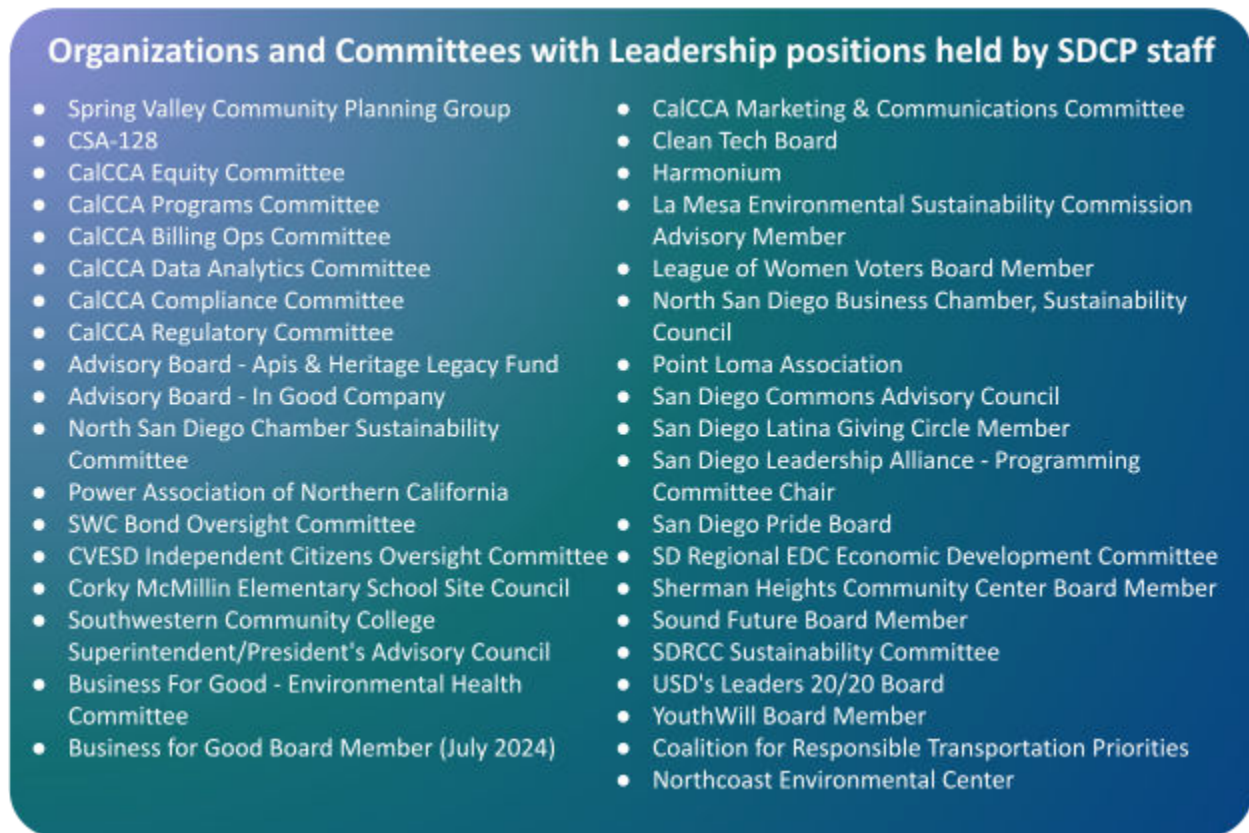 Organizations and Committees with Leadership positions held by SDCP staff
● Spring Valley Community Planning Group
● CSA-128
● CalCCA Equity Committee
● CalCCA Programs Committee
● CalCCA Billing Ops Committee
● CalCCA Data Analytics Committee
● CalCCA Compliance Committee
● CalCCA Regulatory Committee
● Advisory Board - Apis & Heritage Legacy Fund
● Advisory Board - In Good Company
● North San Diego Chamber Sustainability
Committee
● Power Association of Northern California
● SWC Bond Oversight Committee
● CVESD Independent Citizens Oversight Committee
● Corky McMillin Elementary School Site Council
● Southwestern Community College
Superintendent/President's Advisory Council
● Business For Good - Environmental Health
Committee
● Business for Good Board Member (July 2024)
● CalCCA Marketing & Communications Committee
● Clean Tech Board
● Harmonium
● La Mesa Environmental Sustainability Commission
Advisory Member
● League of Women Voters Board Member
● North San Diego Business Chamber, Sustainability
Council
● Point Loma Association
● San Diego Commons Advisory Council
● San Diego Latina Giving Circle Member
● San Diego Leadership Alliance - Programming
Committee Chair
● San Diego Pride Board
● SD Regional EDC Economic Development Committee
● Sherman Heights Community Center Board Member
● Sound Future Board Member
● SDRCC Sustainability Committee
● USD's Leaders 20/20 Board
● YouthWill Board Member
● Coalition for Responsible Transportation Priorities
● Northcoast Environmental Center